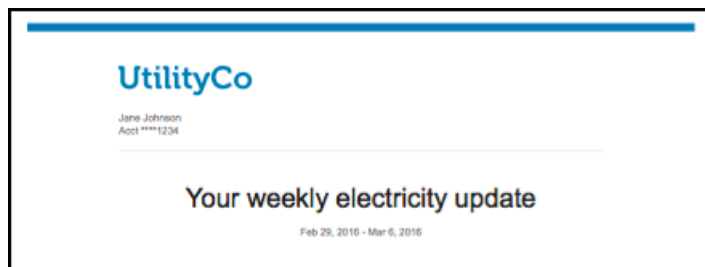 UtilityCo
Jane Johnson
Acct ****1234
Your weekly electricity update
Feb 29, 2016 - Mar 6, 2016